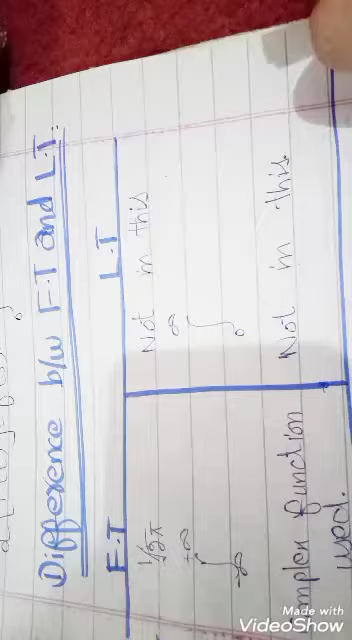 Difference b/w F.T and L.T:
F.T L.T
1/√2π Not in this
+∞ ∞
∫ ∫
-∞ 0
complex function Not in this
used.
Made with
VideoShow